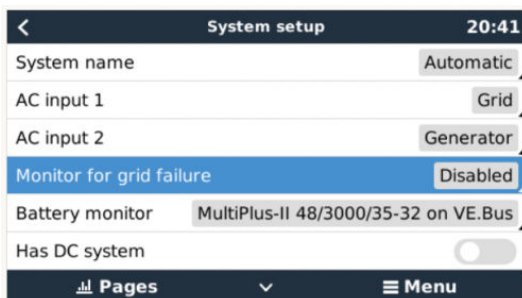 System setup 20:41
System name Automatic
AC input 1 Grid
AC input 2 Generator
Monitor for grid failure Disabled
Battery monitor MultiPlus-II 48/3000/35-32 on VE.Bus
Has DC system
Pages Menu